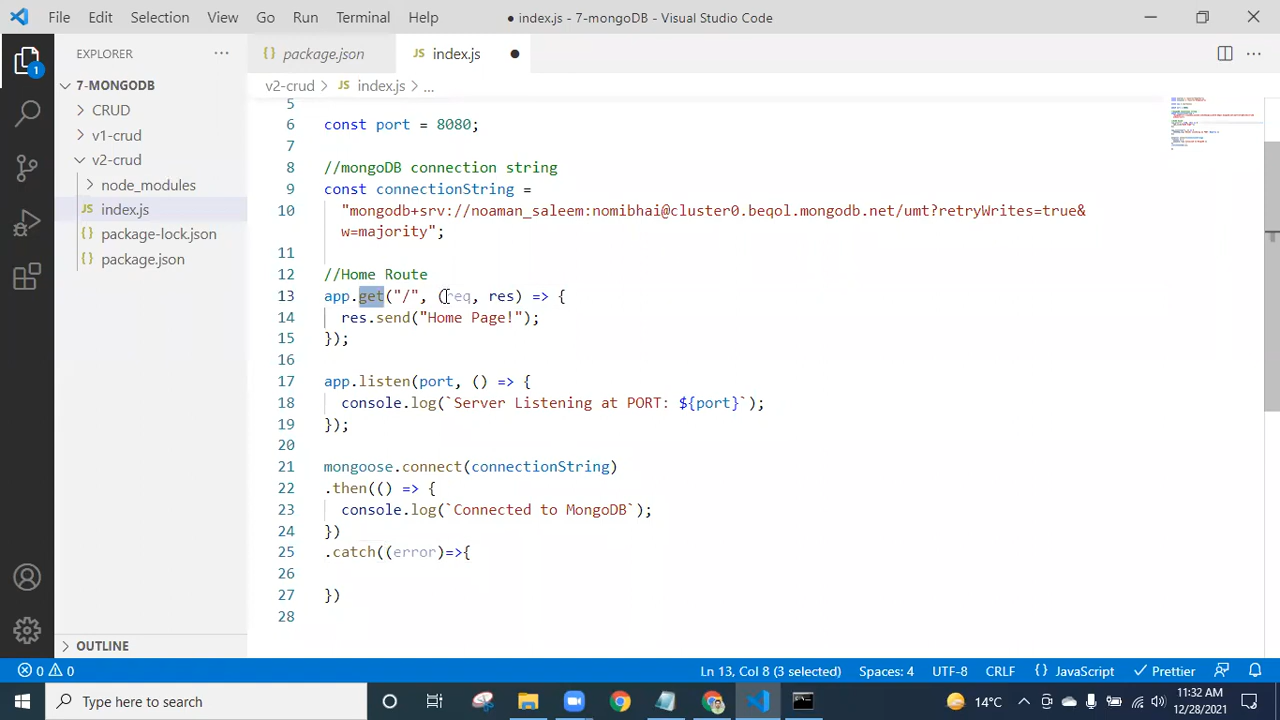 File Edit Selection View Go Run Terminal Help ● index.js - 7-mongoDB - Visual Studio Code
EXPLORER ···
{} package.json JS index.js ●
1
7-MONGODB
v2-crud > JS index.js > ...
CRUD
v1-crud
v2-crud
node_modules
JS index.js
{} package-lock.json
{} package.json
5
6 const port = 8080;
7
8 //mongoDB connection string
9 const connectionString =
10 "mongodb+srv://noaman_saleem:nomibhai@cluster0.beqol.mongodb.net/umt?retryWrites=true&
w=majority";
11
12 //Home Route
13 app.get("/", (req, res) => {
14 res.send("Home Page!");
15 });
16
17 app.listen(port, () => {
18 console.log(`Server Listening at PORT: ${port}`);
19 });
20
21 mongoose.connect(connectionString)
22 .then(() => {
23 console.log(`Connected to MongoDB`);
24 })
25 .catch((error)=>{
26
27 })
28
OUTLINE
0 0 Ln 13, Col 8 (3 selected) Spaces: 4 UTF-8 CRLF {} JavaScript Prettier
Type here to search
14°C
11:32 AM
12/28/2021